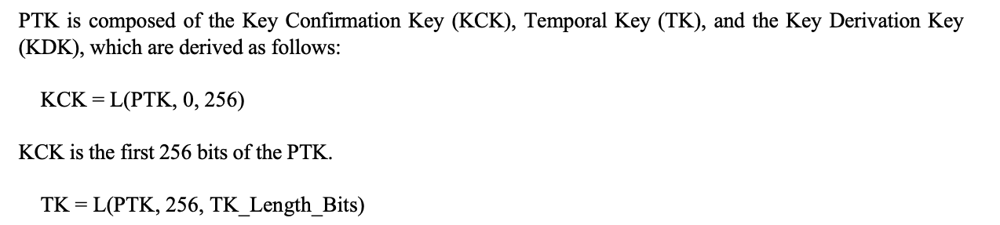 PTK is composed of the Key Confirmation Key (KCK), Temporal Key (TK), and the Key Derivation Key
(KDK), which are derived as follows:
KCK = L(PTK, 0, 256)
KCK is the first 256 bits of the PTK.
TK = L(PTK, 256, TK_Length_Bits)